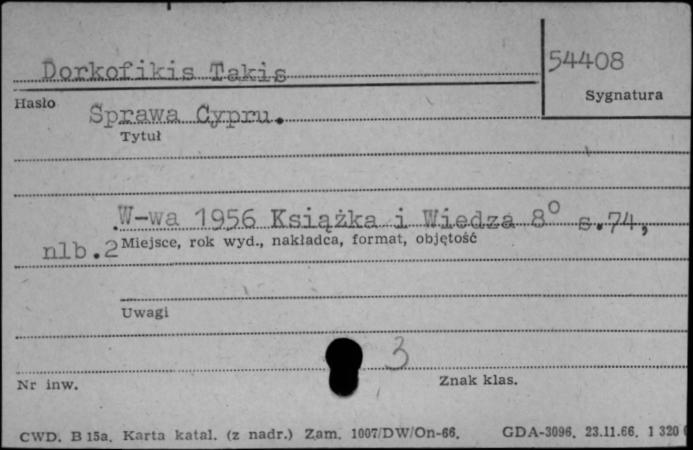 Dorkofikis Takis
54408
Hasło
Sygnatura
Sprawa Cypru.
Tytuł
W-wa 1956 Książka i Wiedza 8° s.74,
nlb.2
Miejsce, rok wyd., nakładca, format, objętość
Uwagi
3
Nr inw.
Znak klas.
CWD. B 15a. Karta katal. (z nadr.) Zam. 1007/DW/On-66. GDA-3096. 23.11.66. 1 320